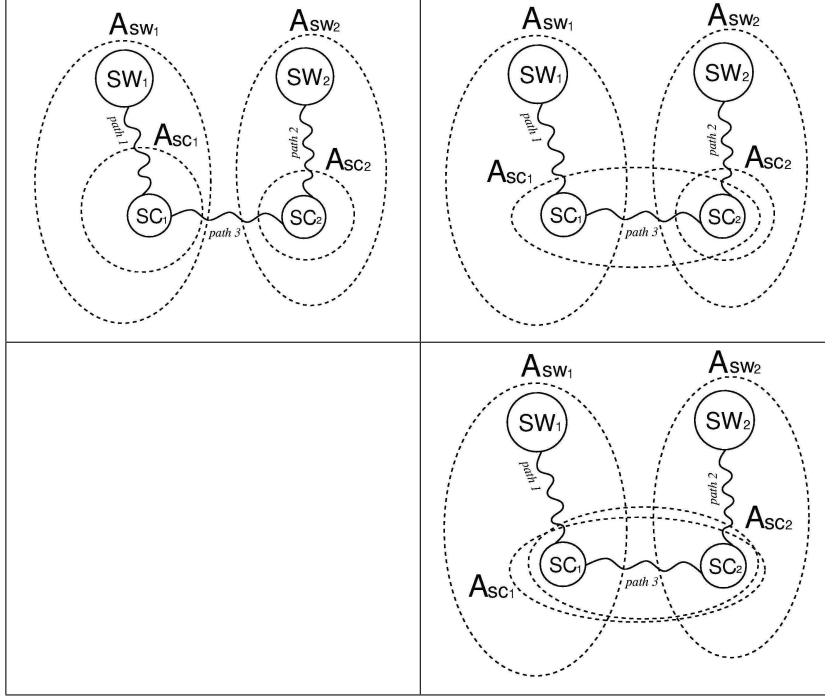 Asw₁ Asw₂
SW₁ SW₂
path 1 path 2
Asc₁ Asc₂
SC₁ SC₂
path 3
Asw₁ Asw₂
SW₁ SW₂
path 1 path 2
Asc₁ Asc₂
SC₁ SC₂
path 3
Asw₁ Asw₂
SW₁ SW₂
path 1 path 2
Asc₂
SC₁ SC₂
Asc₁ path 3